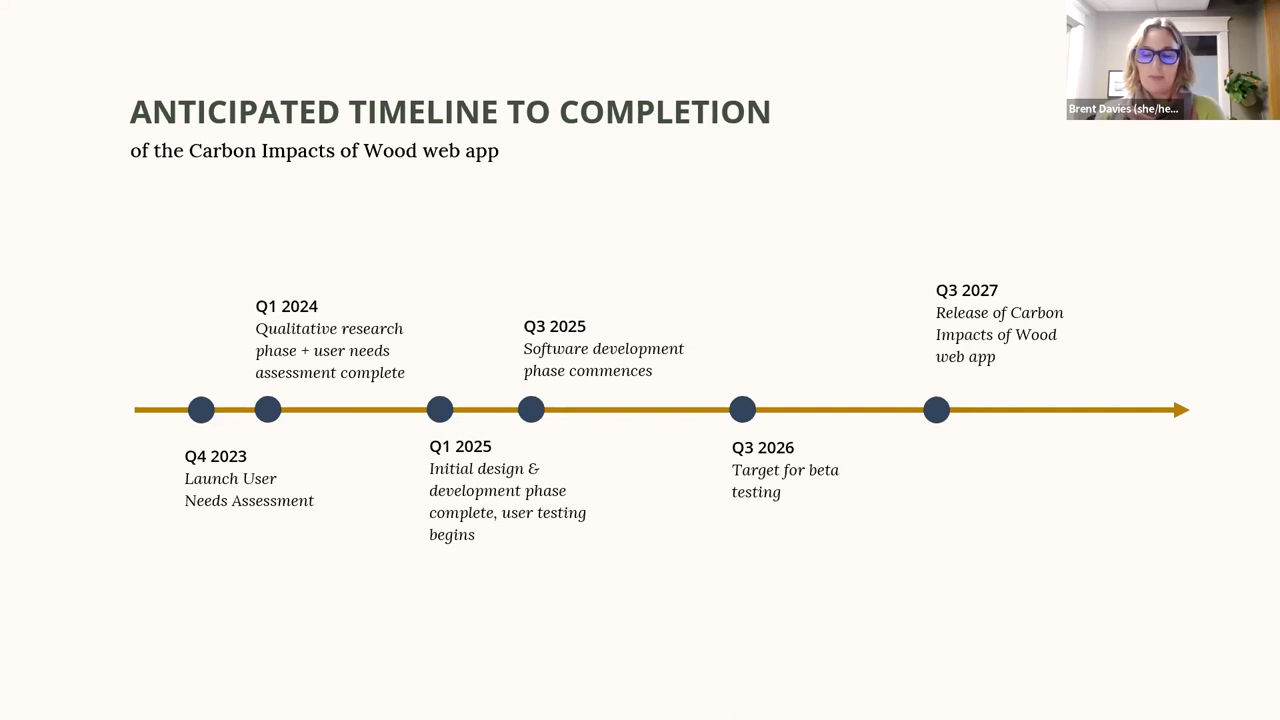 ANTICIPATED TIMELINE TO COMPLETION
of the Carbon Impacts of Wood web app
Brent Davies (she/he...
Q1 2024
Qualitative research
phase + user needs
assessment complete
Q3 2025
Software development
phase commences
Q3 2027
Release of Carbon
Impacts of Wood
web app
Q4 2023
Launch User
Needs Assessment
Q1 2025
Initial design &
development phase
complete, user testing
begins
Q3 2026
Target for beta
testing